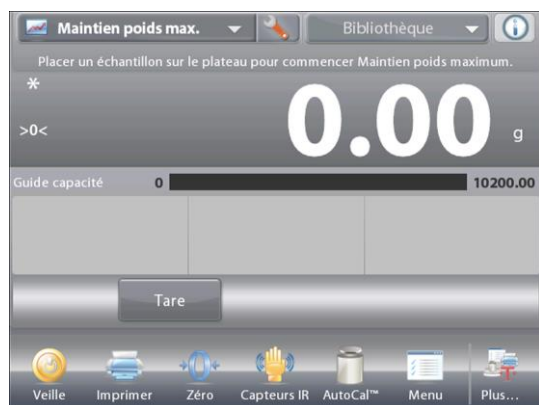 Maintien poids max. Bibliothèque
Placer un échantillon sur le plateau pour commencer Maintien poids maximum.
*
>0< 0.00 g
Guide capacité 0 10200.00
Tare
Veille Imprimer Zéro Capteurs IR AutoCal™ Menu Plus...